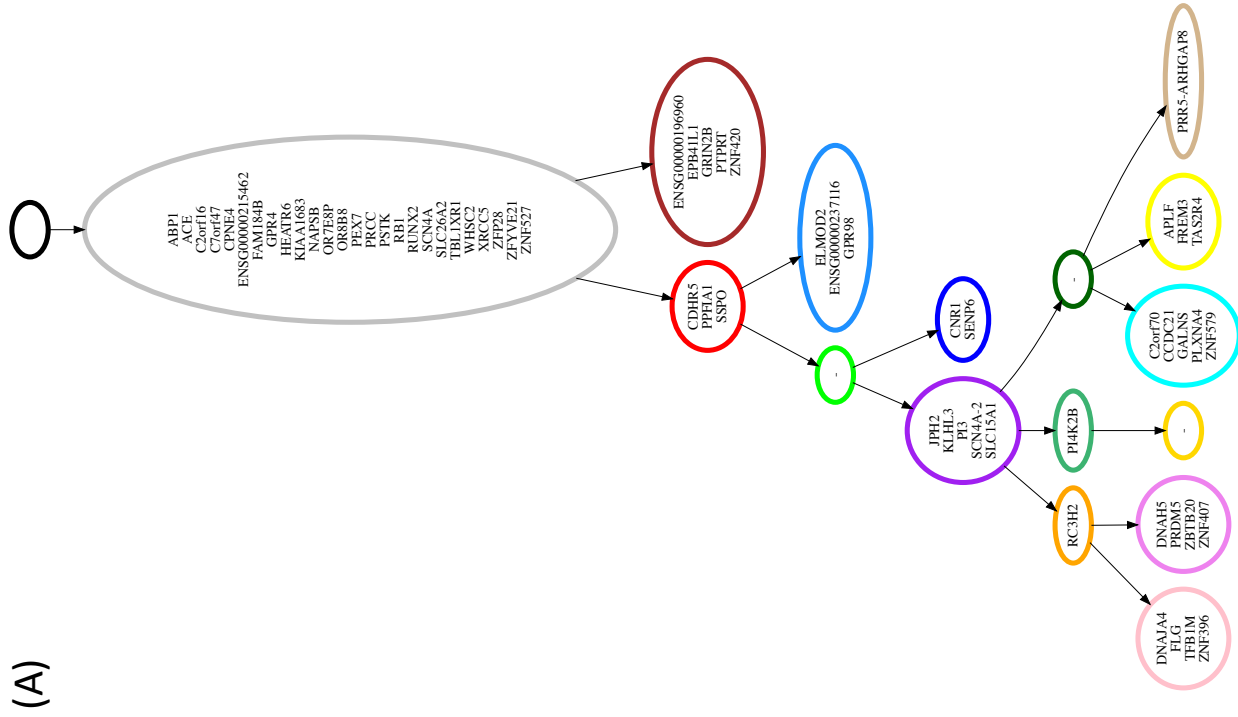 (A)
ABP1
ACE
C2orf16
C7orf47
CPNE4
ENSG00000215462
FAM184B
GPR4
HEATR6
KIAA1683
NAPSB
OR7E8P
OR8B8
PEX7
PRCC
PSTK
RB1
RUNX2
SCN4A
SLC26A2
TBL1XR1
WHSC2
XRCC5
ZFP28
ZFYVE21
ZNF527
ENSG00000196960
EPB41L1
GRIN2B
PTPRT
ZNF420
CDHR5
PPFIA1
SSPO
ELMOD2
ENSG00000237116
GPR98
-
CNR1
SENP6
JPH2
KLHL3
PI3
SCN4A-2
SLC15A1
RC3H2
PI4K2B
-
DNAJA4
FLG
TFB1M
ZNF396
DNAH5
PRDM5
ZBTB20
ZNF407
-
C2orf70
CCDC21
GALNS
PLXNA4
ZNF579
APLF
FREM3
TAS2R4
PRR5-ARHGAP8